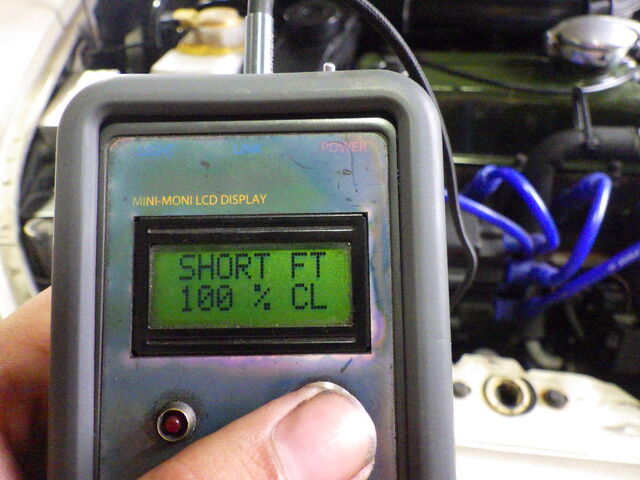 POWER
MINI-MONI LCD DISPLAY
SHORT FT
100 % CL